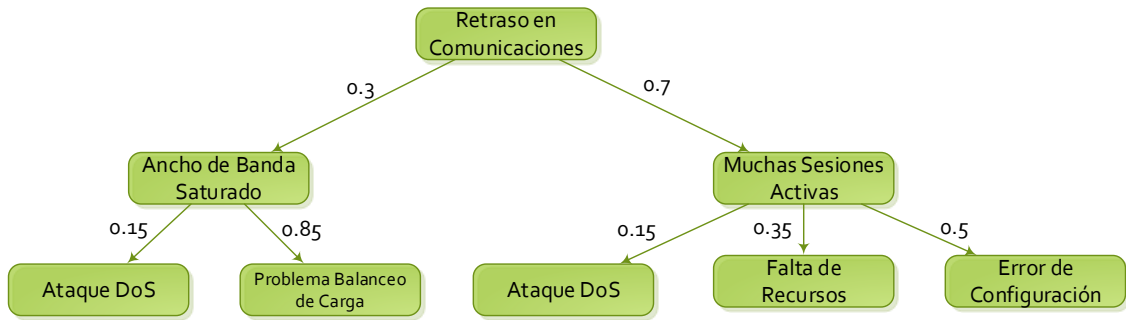 Retraso en
Comunicaciones
0.3
0.7
Ancho de Banda
Saturado
Muchas Sesiones
Activas
0.15
0.85
0.15
0.35
0.5
Ataque DoS
Problema Balanceo
de Carga
Ataque DoS
Falta de
Recursos
Error de
Configuración